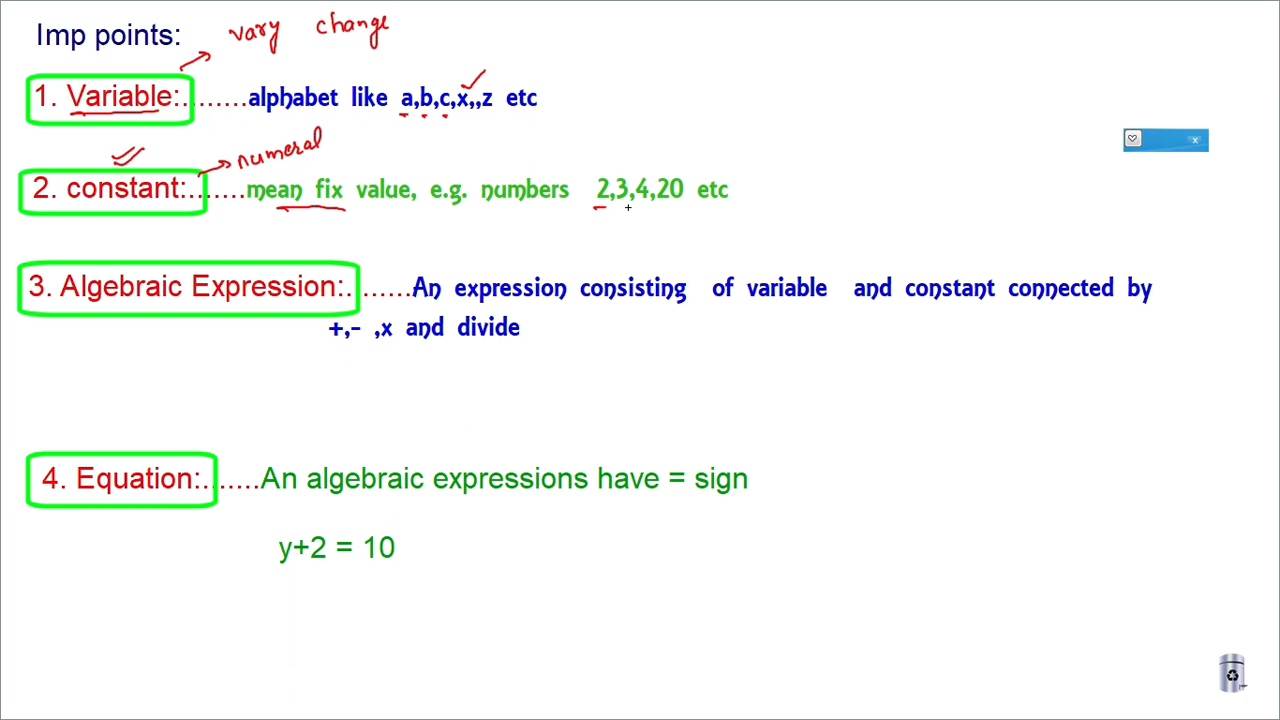 Imp points:
vary change
1. Variable:........alphabet like a,b,c,x,,z etc
numeral
2. constant:.......mean fix value, e.g. numbers 2,3,4,20 etc
3. Algebraic Expression:........An expression consisting of variable and constant connected by
+,- ,x and divide
4. Equation:.......An algebraic expressions have = sign
y+2 = 10